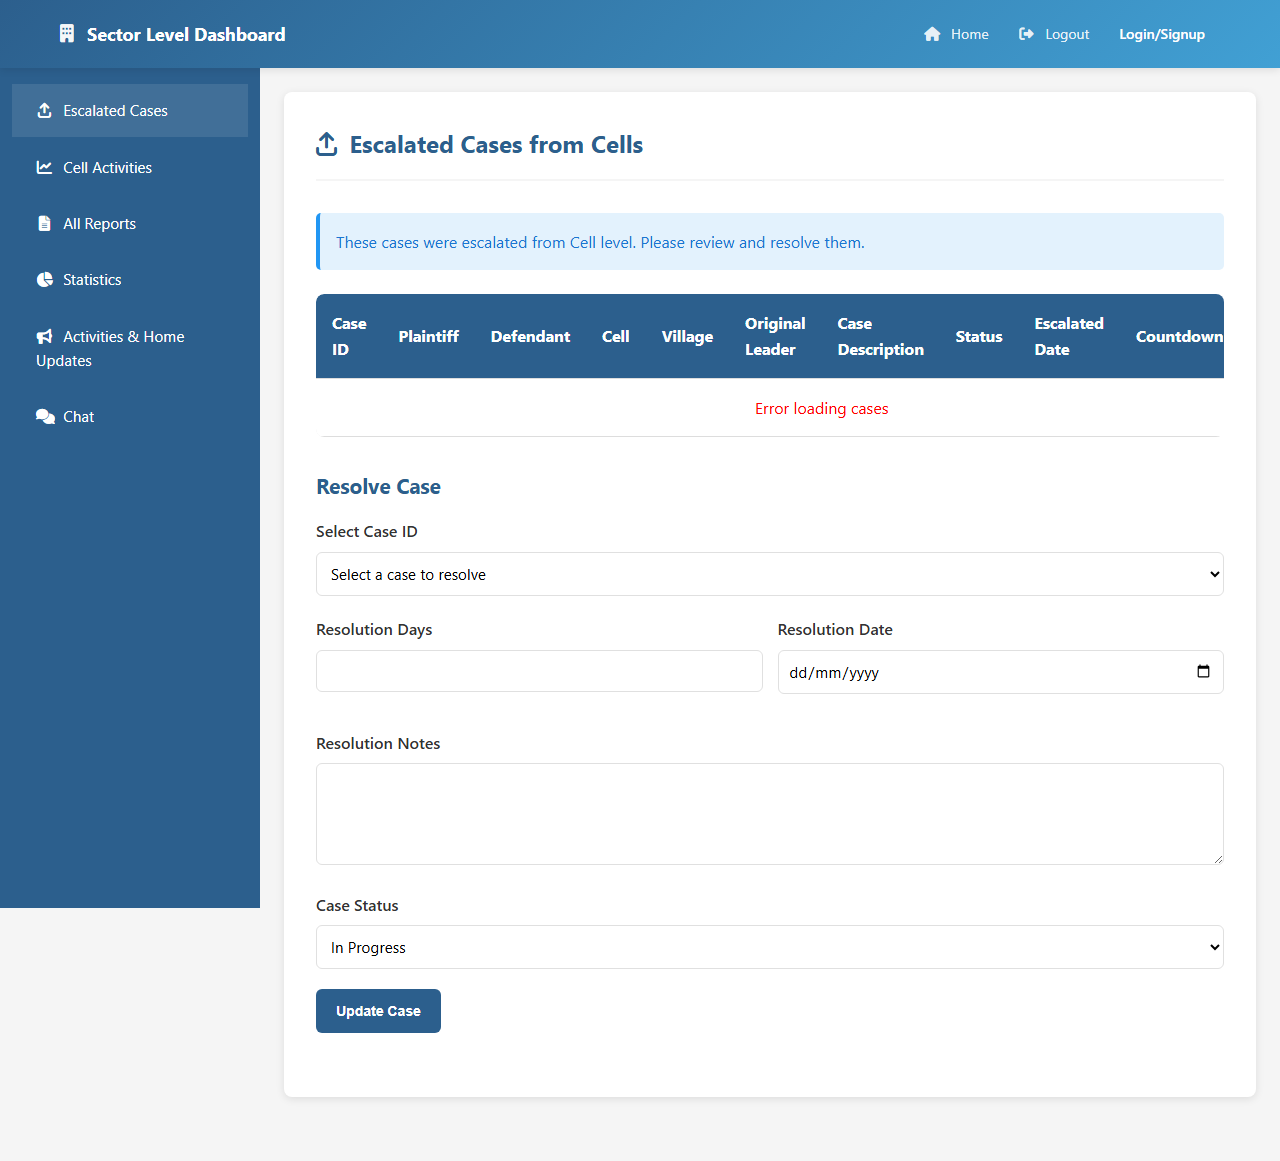 Sector Level Dashboard
Home
Logout
Login/Signup
Escalated Cases
Cell Activities
All Reports
Statistics
Activities & Home
Updates
Chat
Escalated Cases from Cells
These cases were escalated from Cell level. Please review and resolve them.
Case
ID
Plaintiff
Defendant
Cell
Village
Original
Leader
Case
Description
Status
Escalated
Date
Countdown
Error loading cases
Resolve Case
Select Case ID
Select a case to resolve
Resolution Days
Resolution Date
dd/mm/yyyy
Resolution Notes
Case Status
In Progress
Update Case